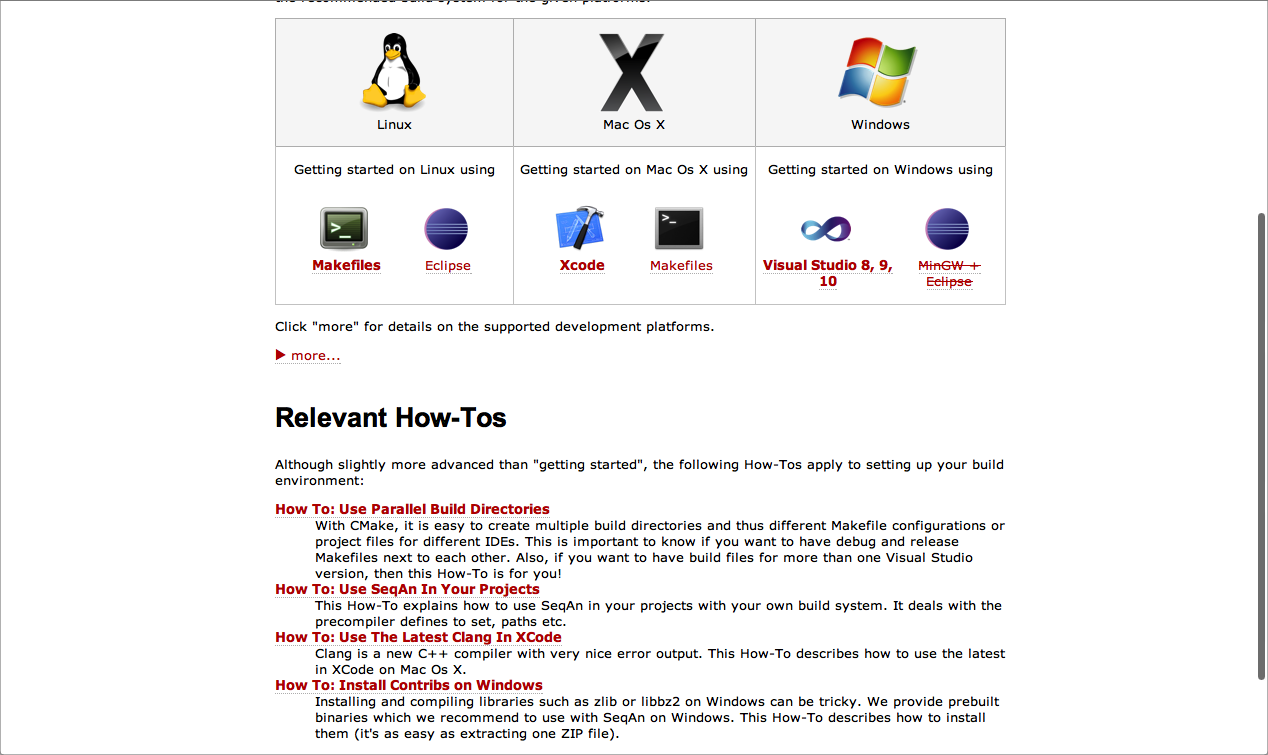 the recommended build system for the given platforms.
Linux
Mac Os X
Windows
Getting started on Linux using
Getting started on Mac Os X using
Getting started on Windows using
Makefiles
Eclipse
Xcode
Makefiles
Visual Studio 8, 9,
10
MinGW +
Eclipse
Click "more" for details on the supported development platforms.
more...
Relevant How-Tos
Although slightly more advanced than "getting started", the following How-Tos apply to setting up your build
environment:
How To: Use Parallel Build Directories
With CMake, it is easy to create multiple build directories and thus different Makefile configurations or
project files for different IDEs. This is important to know if you want to have debug and release
Makefiles next to each other. Also, if you want to have build files for more than one Visual Studio
version, then this How-To is for you!
How To: Use SeqAn In Your Projects
This How-To explains how to use SeqAn in your projects with your own build system. It deals with the
precompiler defines to set, paths etc.
How To: Use The Latest Clang In XCode
Clang is a new C++ compiler with very nice error output. This How-To describes how to use the latest
in XCode on Mac Os X.
How To: Install Contribs on Windows
Installing and compiling libraries such as zlib or libbz2 on Windows can be tricky. We provide prebuilt
binaries which we recommend to use with SeqAn on Windows. This How-To describes how to install
them (it's as easy as extracting one ZIP file).